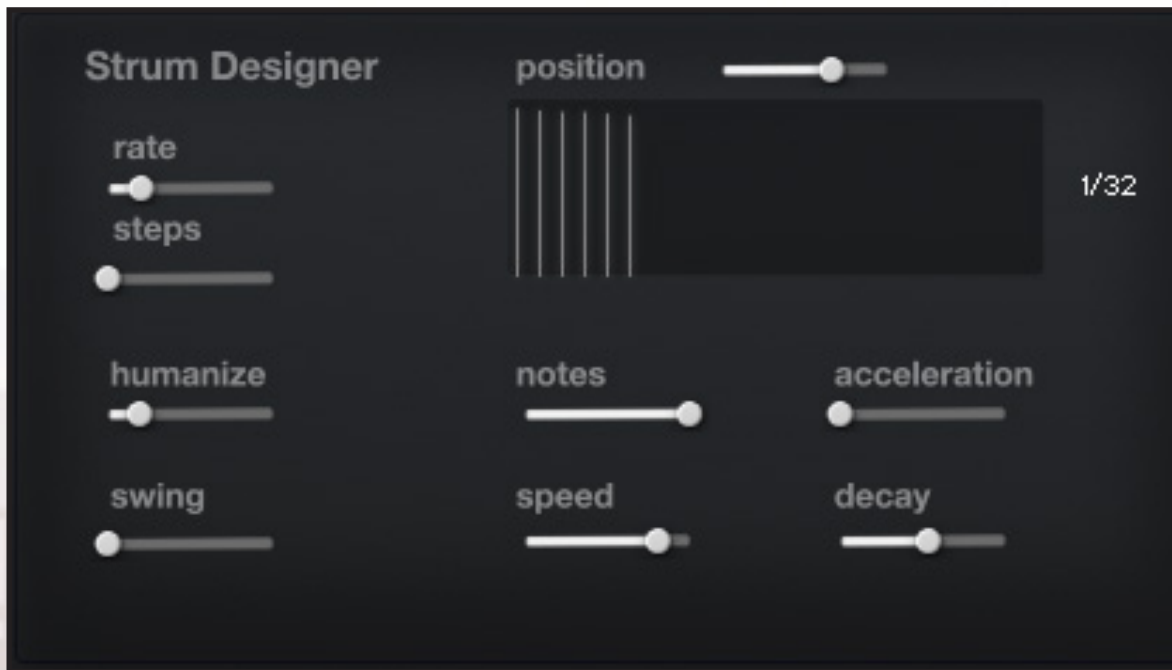 Strum Designer
position
rate
1/32
steps
humanize
notes
acceleration
swing
speed
decay